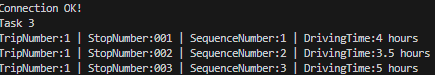 Connection OK!
Task 3
TripNumber:1 | StopNumber:001 | SequenceNumber:1 | DrivingTime:4 hours
TripNumber:1 | StopNumber:002 | SequenceNumber:2 | DrivingTime:3.5 hours
TripNumber:1 | StopNumber:003 | SequenceNumber:3 | DrivingTime:5 hours